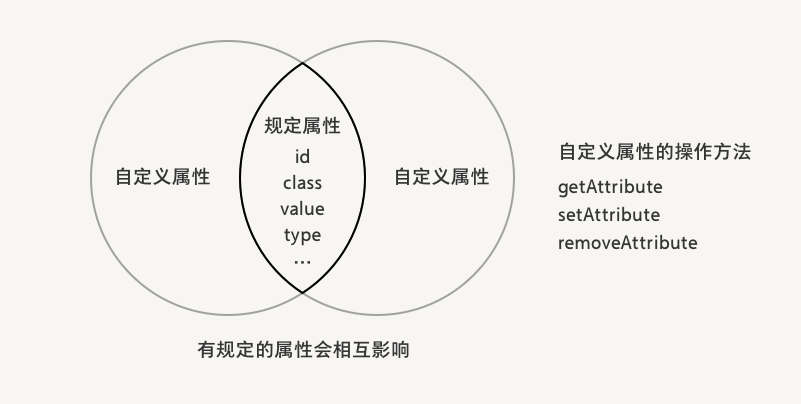 自定义属性
规定属性
id
class
value
type
...
自定义属性
自定义属性的操作方法
getAttribute
setAttribute
removeAttribute
有规定的属性会相互影响